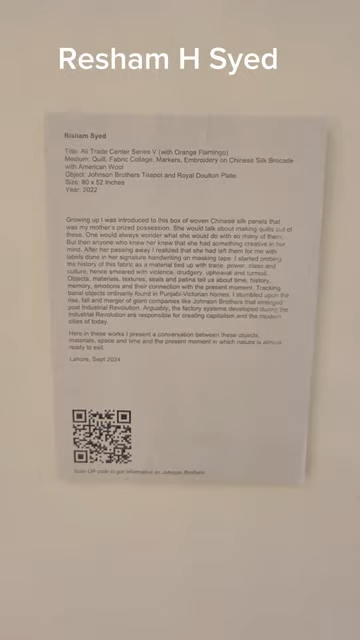 Resham H Syed
Risham Syed
Title: Ali Trade Center Series V (with Orange Flamingo)
Medium: Quilt, Fabric Collage, Markers, Embroidery on Chinese Silk Brocade
with American Wool
Object: Johnson Brothers Teapot and Royal Doulton Plate
Size: 80 x 52 Inches
Year: 2022
Growing up I was introduced to this box of woven Chinese silk panels that
was my mother's prized possession. She would talk about making quilts out of
these. One would always wonder what she would do with so many of them.
But then anyone who knew her knew that she had something creative in her
mind. After her passing away I realized that she had left them for me with
labels done in her signature handwriting on masking tape. I started probing
the history of this fabric as a material tied up with trade, power, class and
culture, hence smeared with violence, drudgery, upheaval and turmoil.
Objects, materials, textures, seals and patina tell us about time, history,
memory, emotions and their connection with the present moment. Tracking
banal objects ordinarily found in Punjabi-Victorian homes, I stumbled upon the
rise, fall and merger of giant companies like Johnson Brothers that emerged
post Industrial Revolution. Arguably, the factory systems developed during the
Industrial Revolution are responsible for creating capitalism and the modern
cities of today.
Here in these works I present a conversation between these objects,
materials, space and time and the present moment in which nature is almost
ready to exit.
Lahore, Sept 2024
Scan QR code to get information on Johnson Brothers